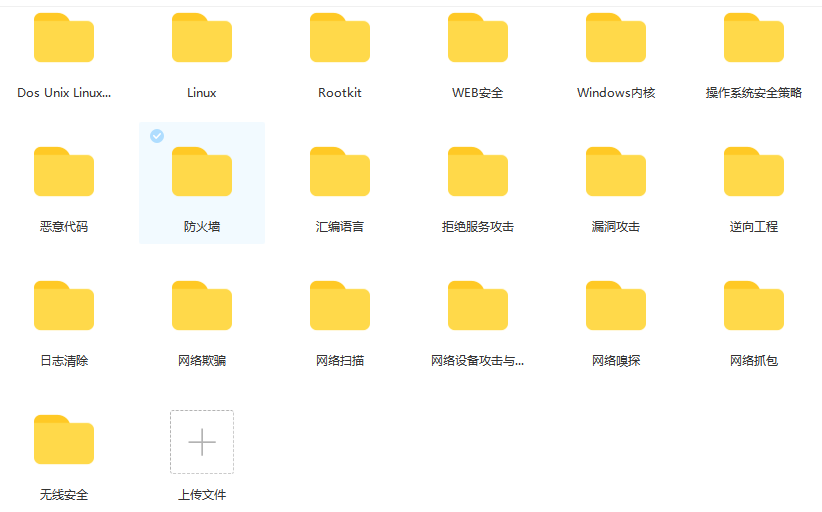 Dos Unix Linux...
Linux
Rootkit
WEB安全
Windows内核
操作系统安全策略
恶意代码
防火墙
汇编语言
拒绝服务攻击
漏洞攻击
逆向工程
日志清除
网络欺骗
网络扫描
网络设备攻击与...
网络嗅探
网络抓包
无线安全
上传文件